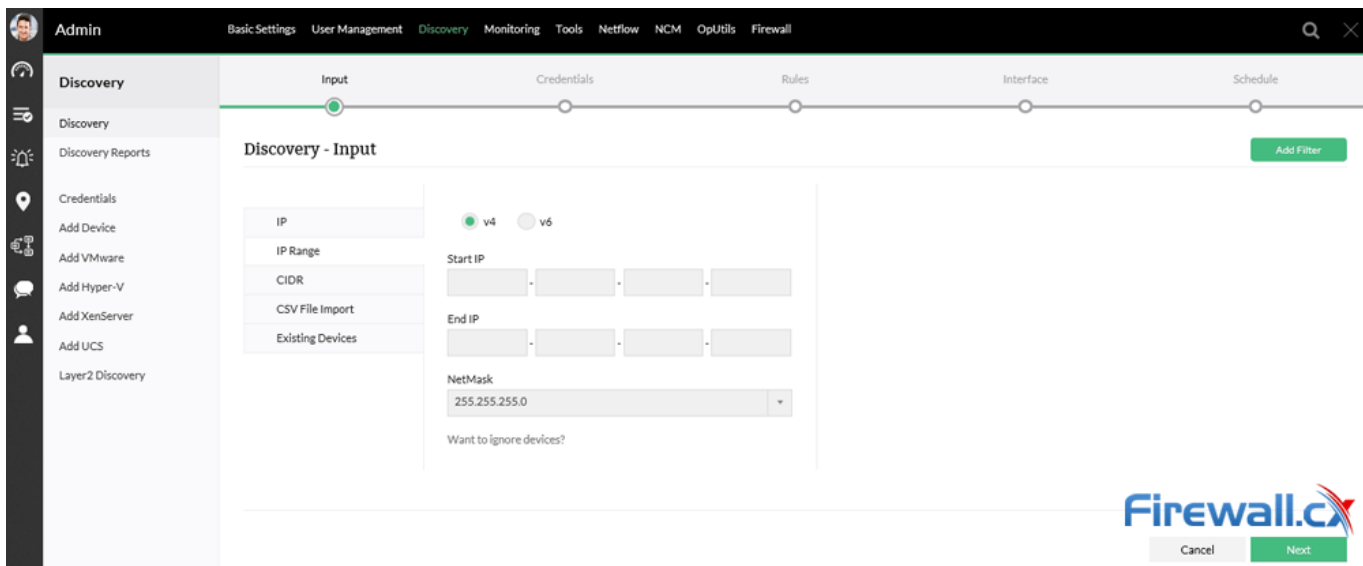 Admin
Basic Settings User Management Discovery Monitoring Tools Netflow NCM OpUtils Firewall
Discovery
Discovery
Discovery Reports
Credentials
Add Device
Add VMware
Add Hyper-V
Add XenServer
Add UCS
Layer2 Discovery
Input Credentials Rules Interface Schedule
Discovery - Input
Add Filter
IP
IP Range
CIDR
CSV File Import
Existing Devices
v4 v6
Start IP
- - -
End IP
- - -
NetMask
255.255.255.0
Want to ignore devices?
Firewall.cx
Cancel Next